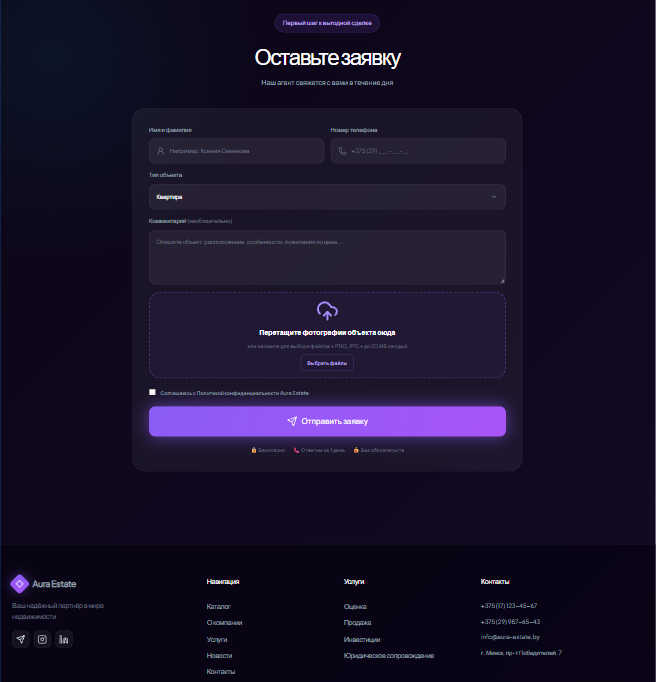 Первый шаг к выгодной сделке
Оставьте заявку
Наш агент свяжется с вами в течение дня
Имя и фамилия
Номер телефона
Например: Ксения Семёнова
+375 (29) ___-__-__
Тип объекта
Квартира
Комментарий (необязательно)
Опишите объект: расположение, особенности, пожелания по цене...
Перетащите фотографии объекта сюда
или нажмите для выбора файлов • PNG, JPG • до 20 МБ каждый
Выбрать файлы
Соглашаюсь с Политикой конфиденциальности Aura Estate
Отправить заявку
Безопасно
Ответим за 1 день
Без обязательств
Aura Estate
Ваш надёжный партнёр в мире
недвижимости
Навигация
Каталог
О компании
Услуги
Новости
Контакты
Услуги
Оценка
Продажа
Инвестиции
Юридическое сопровождение
Контакты
+375 (17) 123-45-67
+375 (29) 987-65-43
info@aura-estate.by
г. Минск, пр-т Победителей, 7